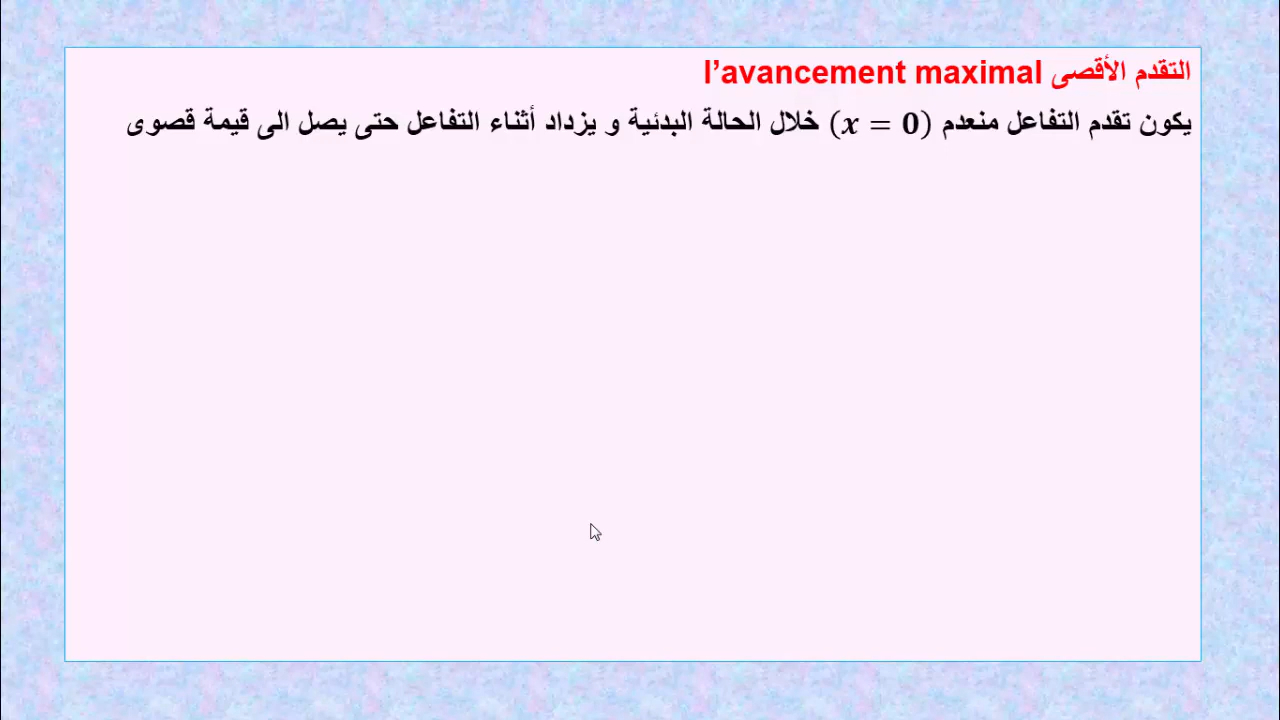 التقدم الأقصى l’avancement maximal
يكون تقدم التفاعل منعدم (x = 0) خلال الحالة البدئية و يزداد أثناء التفاعل حتى يصل الى قيمة قصوى